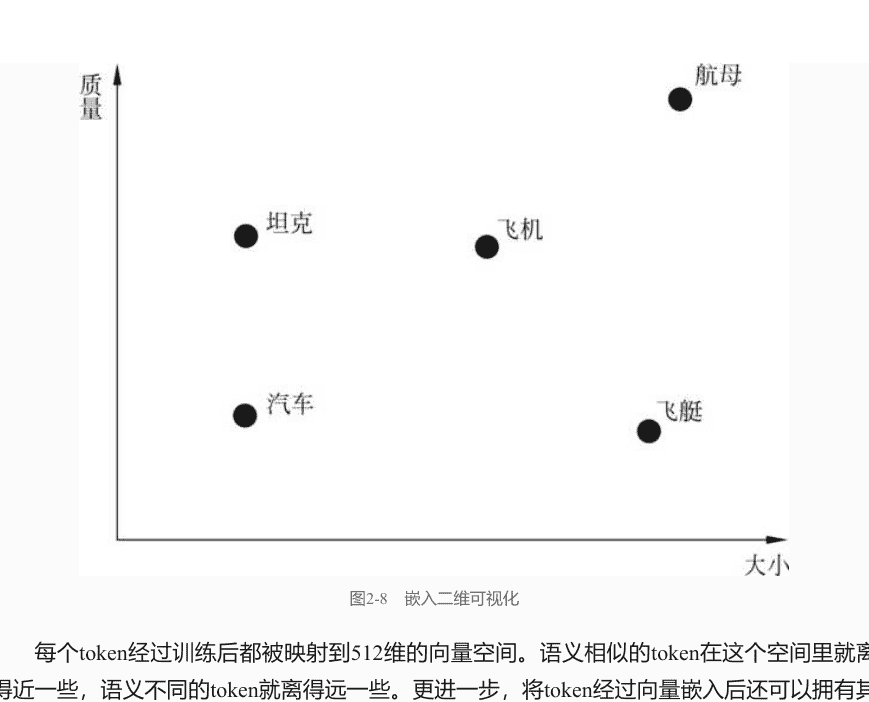 质量
航母
坦克
飞机
汽车
飞艇
大小
图2-8 嵌入二维可视化
每个token经过训练后都被映射到512维的向量空间。语义相似的token在这个空间里就离
得近一些，语义不同的token就离得远一些。更进一步，将token经过向量嵌入后还可以拥有其